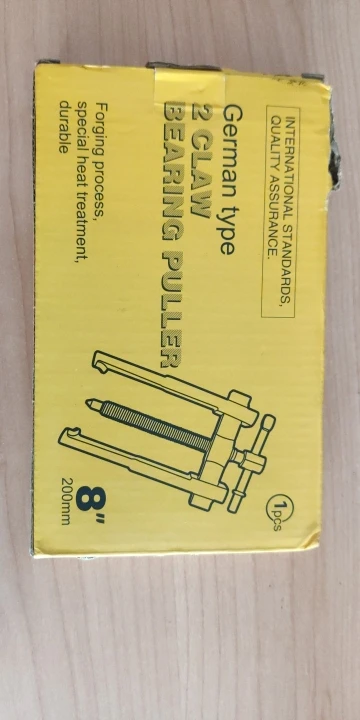 INTERNATIONAL STANDARDS,
QUALITY ASSURANCE.
German type
2 CLAW
BEARING PULLER
Forging process,
special heat treatment,
durable
1pcs
8"
200mm